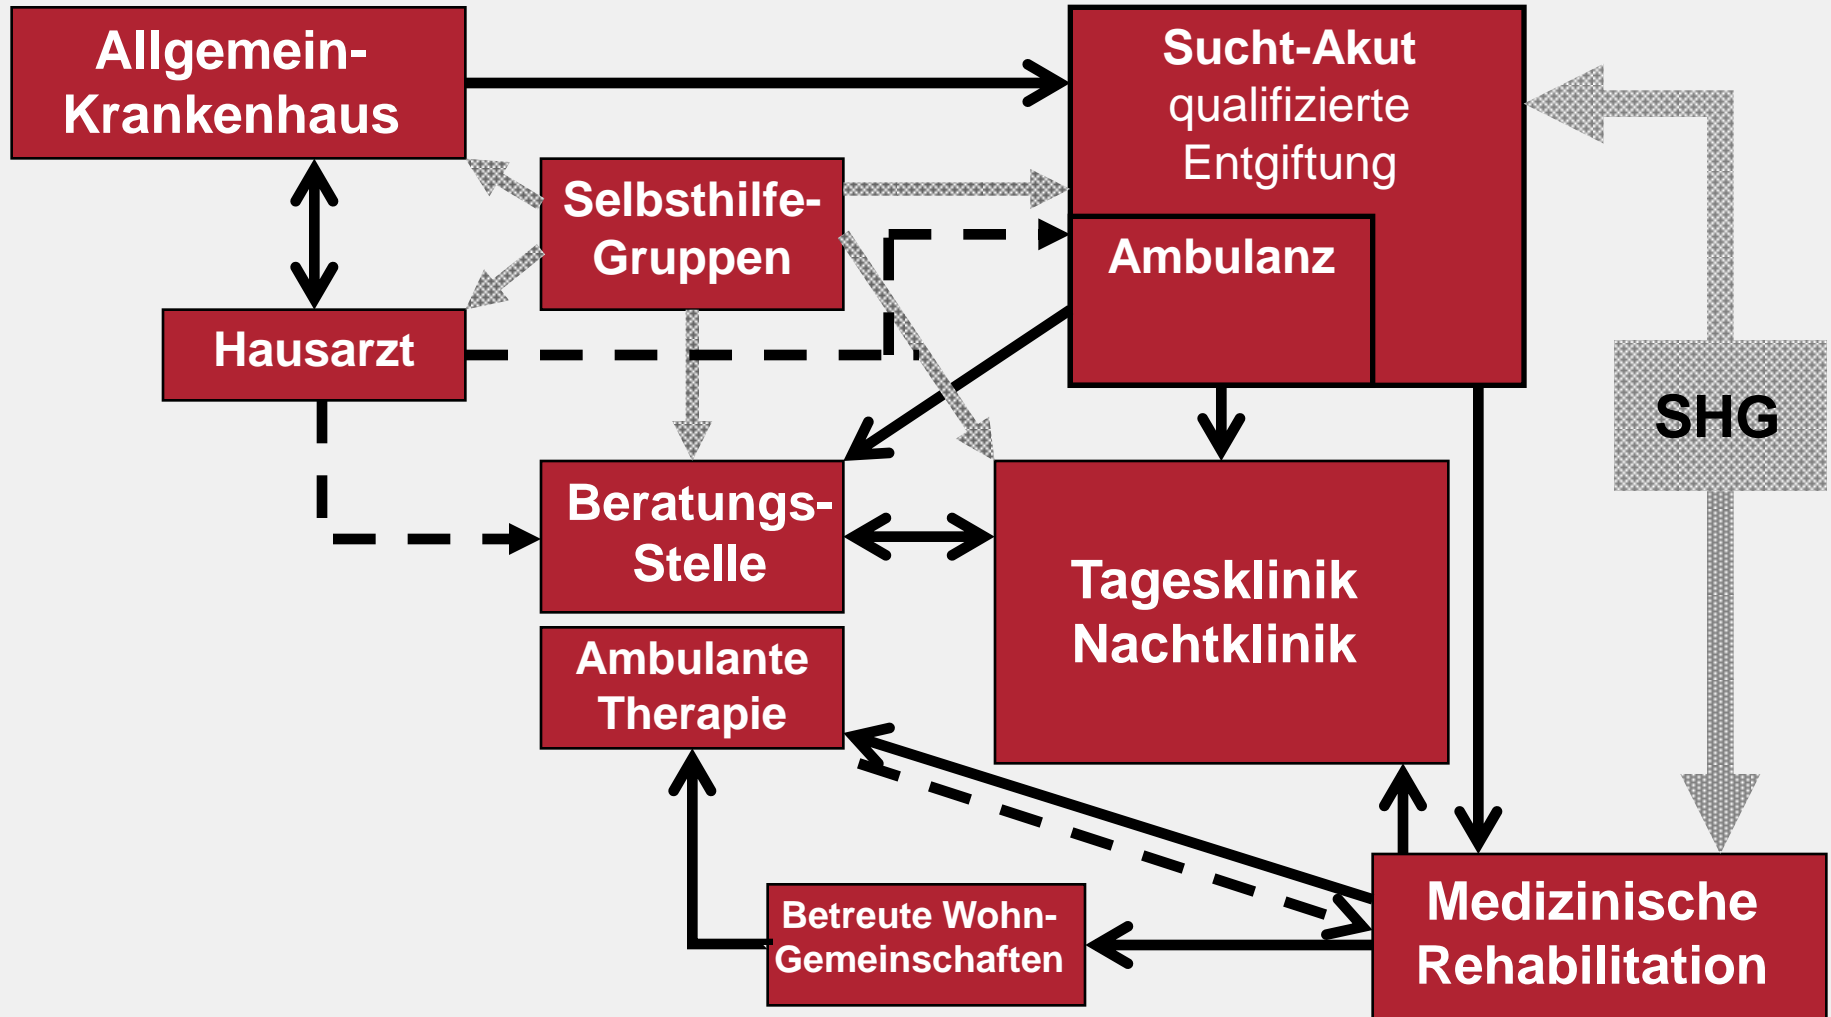 Allgemein-
Krankenhaus
Sucht-Akut
qualifizierte
Entgiftung
Selbsthilfe-
Gruppen
Ambulanz
Hausarzt
SHG
Beratungs-
Stelle
Tagesklinik
Nachtklinik
Ambulante
Therapie
Betreute Wohn-
Gemeinschaften
Medizinische
Rehabilitation